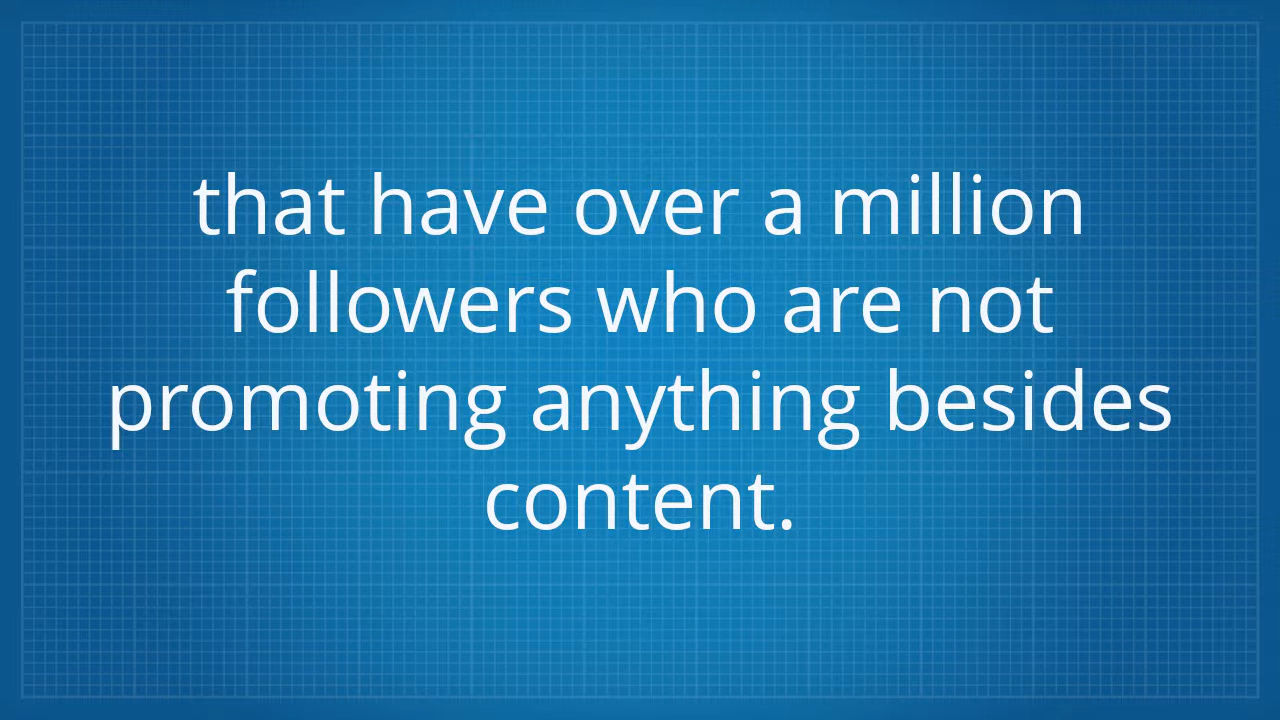 that have over a million
followers who are not
promoting anything besides
content.